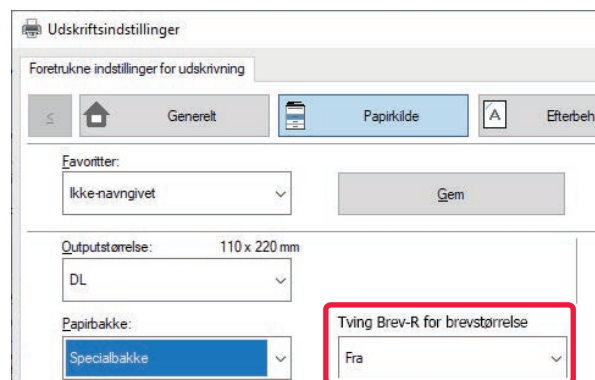 Udskriftsindstillinger
Foretrukne indstillinger for udskrivning
≤ Generelt Papirkilde A Efterbeh
Favoritter:
Ikke-navngivet Gem
Outputstørrelse: 110 x 220 mm
DL
Papirbakke: Tving Brev-R for brevstørrelse
Specialbakke Fra